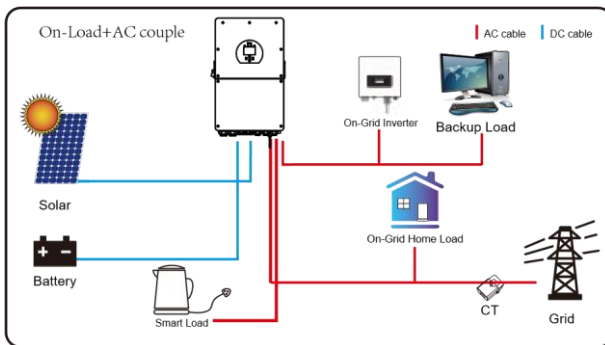 On-Load+AC couple
AC cable
DC cable
On-Grid Inverter
Backup Load
Solar
On-Grid Home Load
Battery
Smart Load
CT
Grid